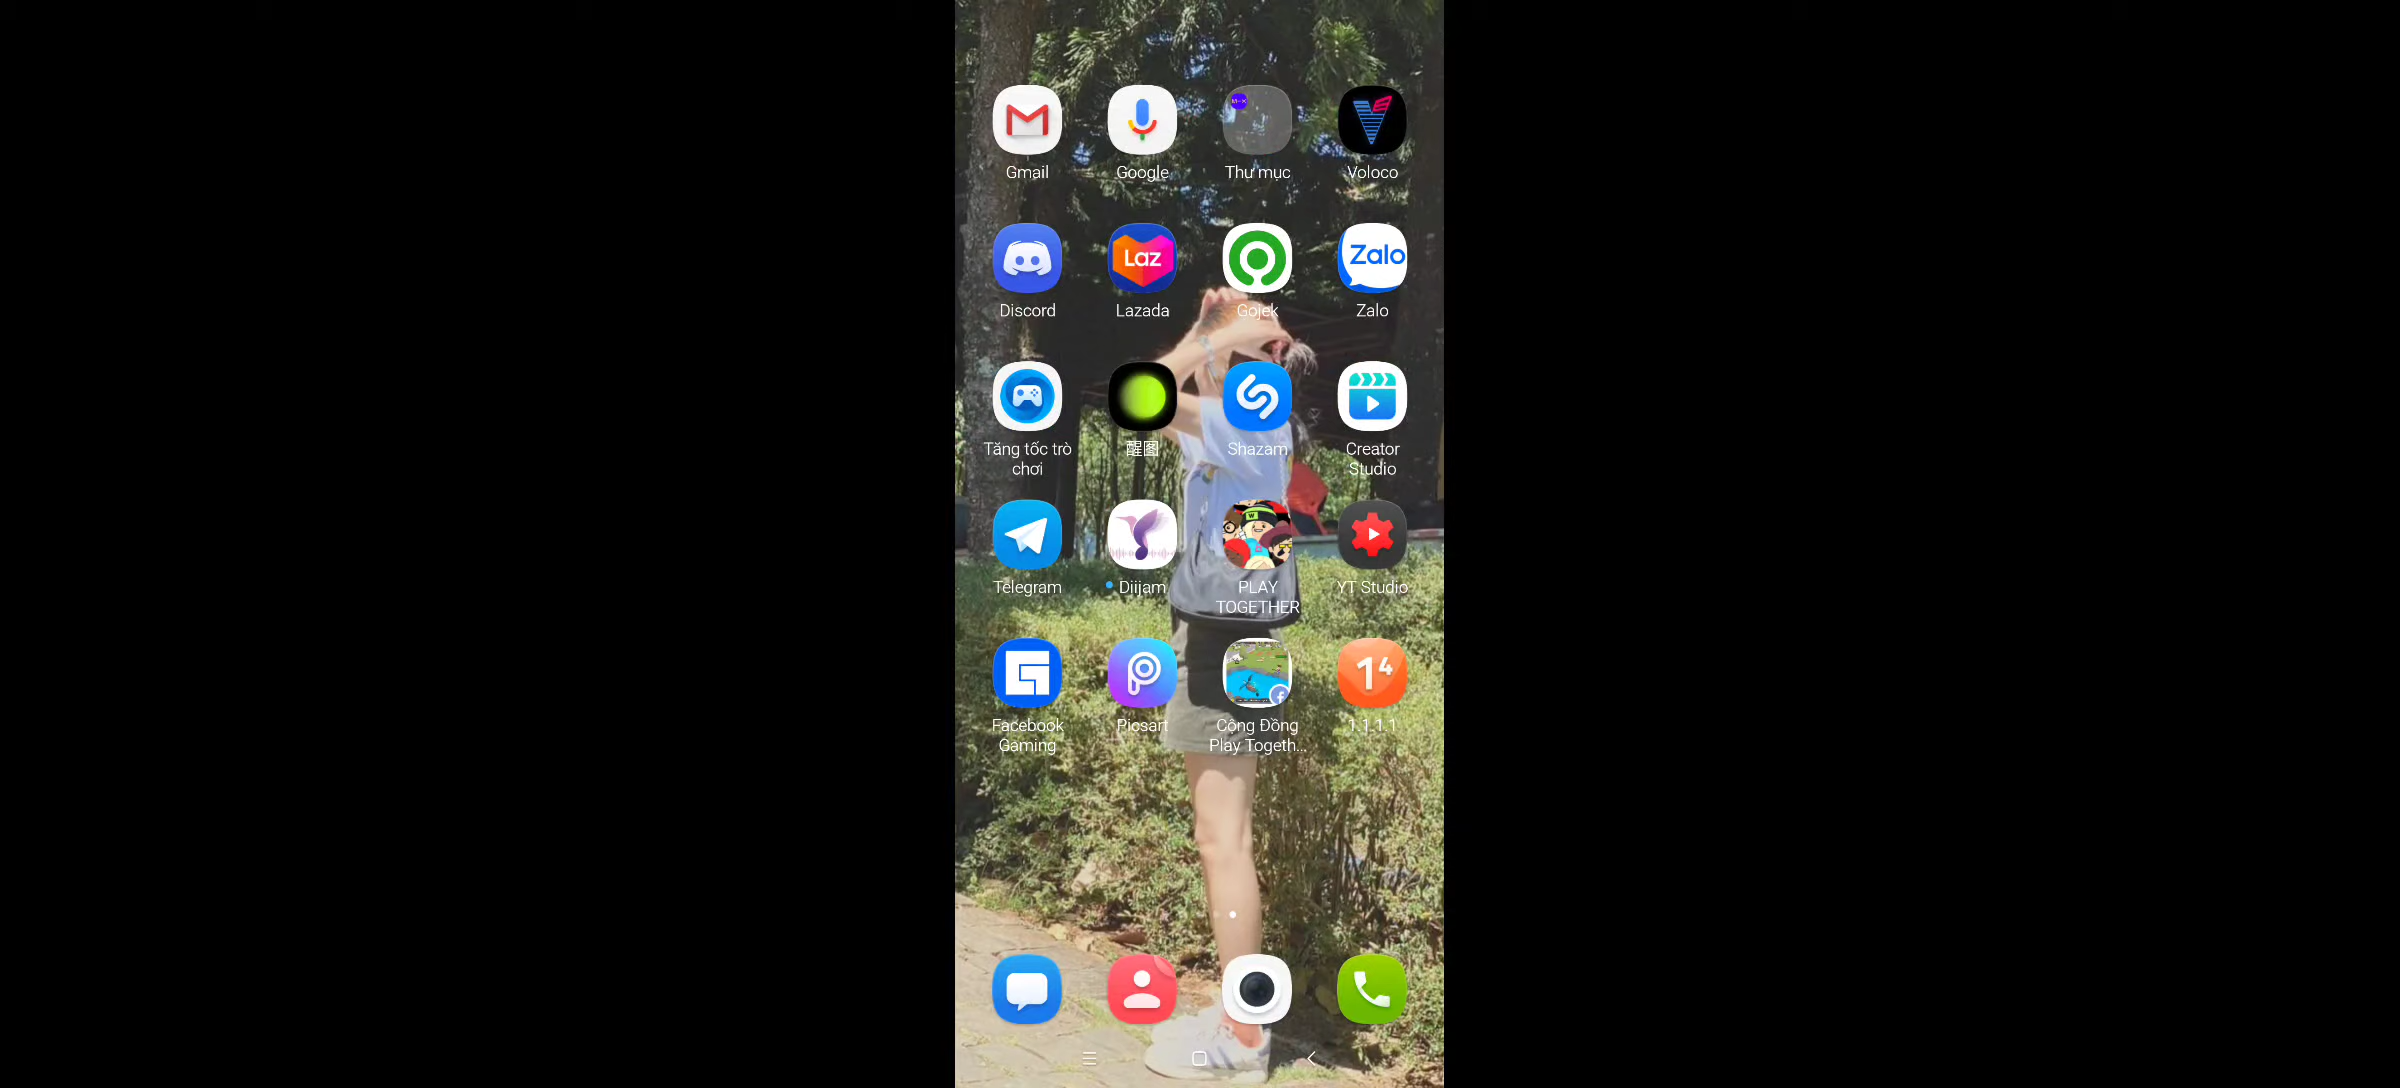 M-X
Gmail
Google
Thư mục
Voloco
Laz
Zalo
Discord
Lazada
Gojek
Zalo
Tăng tốc trò
chơi
醒图
Shazam
Creator
Studio
W
Telegram
Diijam
PLAY
TOGETHER
YT Studio
1⁴
Facebook
Gaming
Picsart
Cộng Đồng
Play Togeth...
1.1.1.1